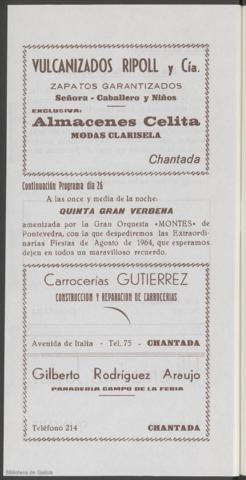 VULCANIZADOS RIPOLL y Cía.
ZAPATOS GARANTIZADOS
Señora - Caballero y Niños
EXCLUSIVA:
Almacenes Celita
MODAS CLARISELA
Chantada
Continuación Programa día 26
A las once y media de la noche:
QUINTA GRAN VERBENA
amenizada por la Gran Orquesta «MONTES» de
Pontevedra, con la que despediremos las Extraordi-
narias Fiestas de Agosto de 1964, que esperamos
dejen en todos un maravilloso recuerdo.
Carrocerías GUTIERREZ
CONSTRUCCION Y REPARACION DE CARROCERIAS
Avenida de Italia - Tel. 75 - CHANTADA
Gilberto Rodríguez Araujo
PANADERIA CAMPO DE LA FERIA
Teléfono 214 CHANTADA
Biblioteca de Galicia